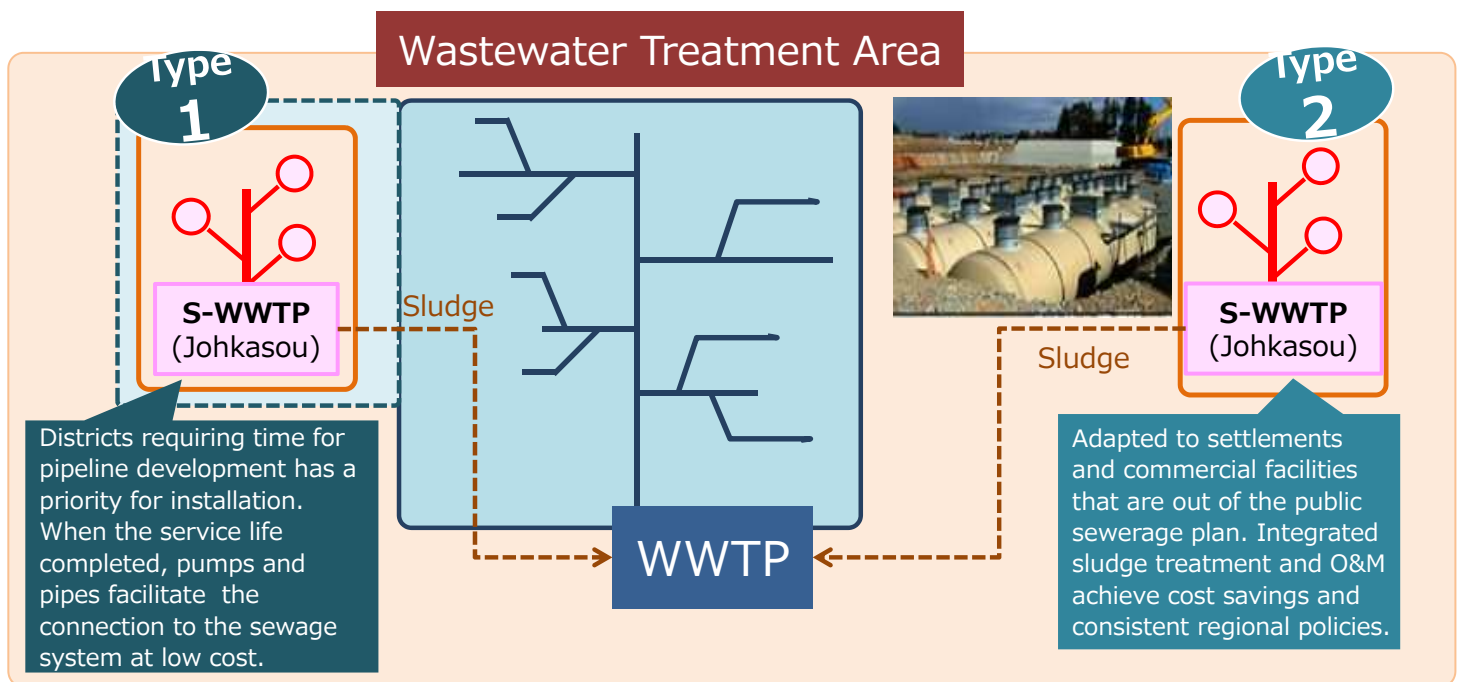 Wastewater Treatment Area
Type
1
S-WWTP
(Johkasou)
Sludge
Districts requiring time for
pipeline development has a
priority for installation.
When the service life
completed, pumps and
pipes facilitate the
connection to the sewage
system at low cost.
WWTP
Type
2
S-WWTP
(Johkasou)
Sludge
Adapted to settlements
and commercial facilities
that are out of the public
sewerage plan. Integrated
sludge treatment and O&M
achieve cost savings and
consistent regional policies.